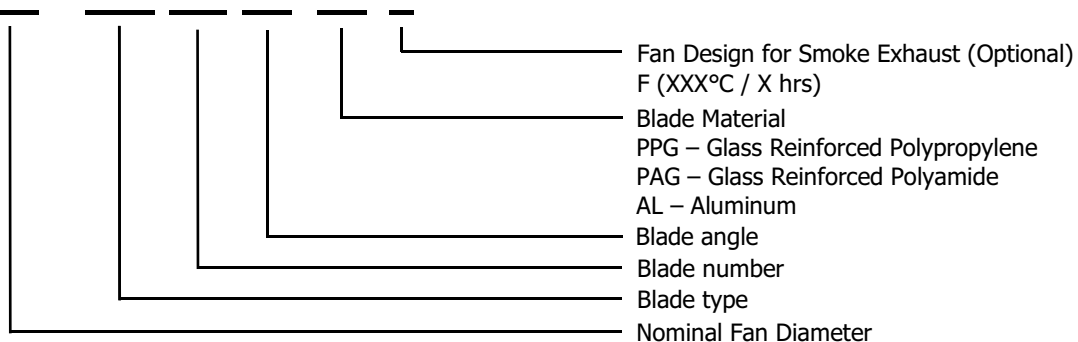 Fan Design for Smoke Exhaust (Optional)
F (XXX°C / X hrs)
Blade Material
PPG – Glass Reinforced Polypropylene
PAG – Glass Reinforced Polyamide
AL – Aluminum
Blade angle
Blade number
Blade type
Nominal Fan Diameter